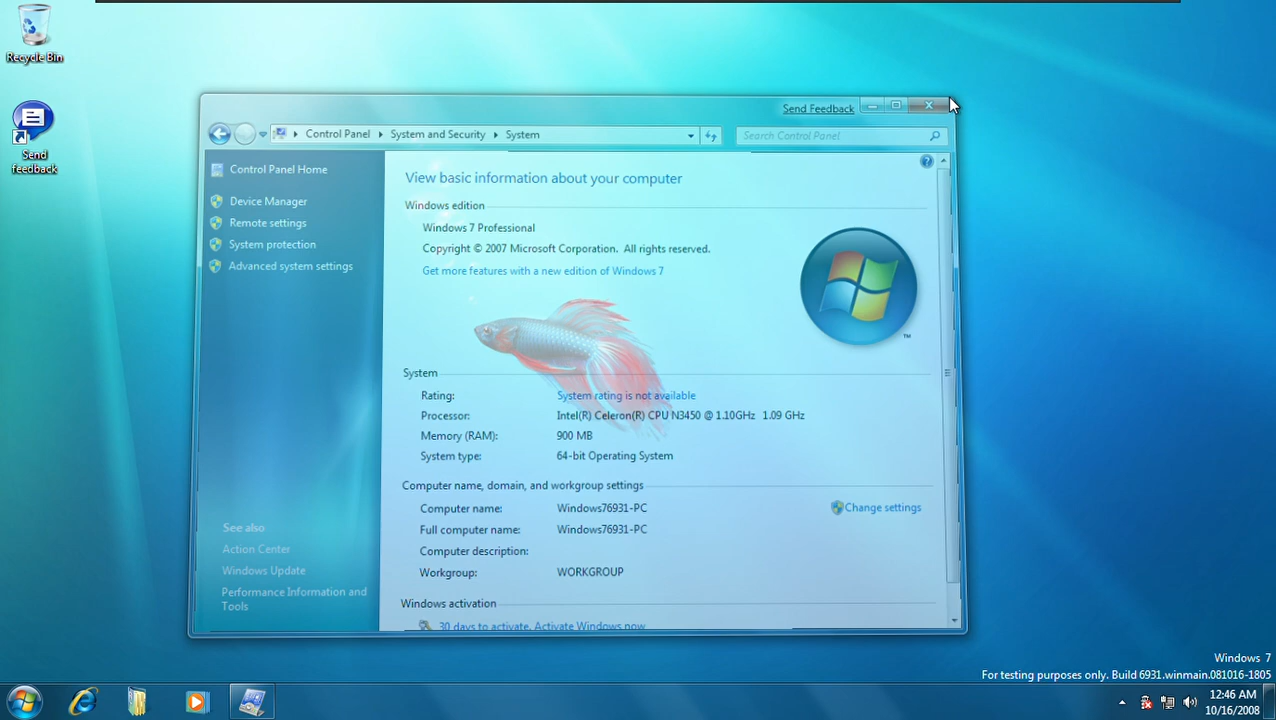 Recycle Bin
Send
feedback
Send Feedback
Control Panel
System and Security
System
Search Control Panel
Control Panel Home
Device Manager
Remote settings
System protection
Advanced system settings
See also
Action Center
Windows Update
Performance Information and
Tools
View basic information about your computer
Windows edition
Windows 7 Professional
Copyright © 2007 Microsoft Corporation. All rights reserved.
Get more features with a new edition of Windows 7
TM
System
Rating: System rating is not available
Processor: Intel(R) Celeron(R) CPU N3450 @ 1.10GHz 1.09 GHz
Memory (RAM): 900 MB
System type: 64-bit Operating System
Computer name, domain, and workgroup settings
Computer name: Windows76931-PC
Change settings
Full computer name: Windows76931-PC
Computer description:
Workgroup: WORKGROUP
Windows activation
30 days to activate. Activate Windows now
Windows 7
For testing purposes only. Build 6931.winmain.081016-1805
12:46 AM
10/16/2008